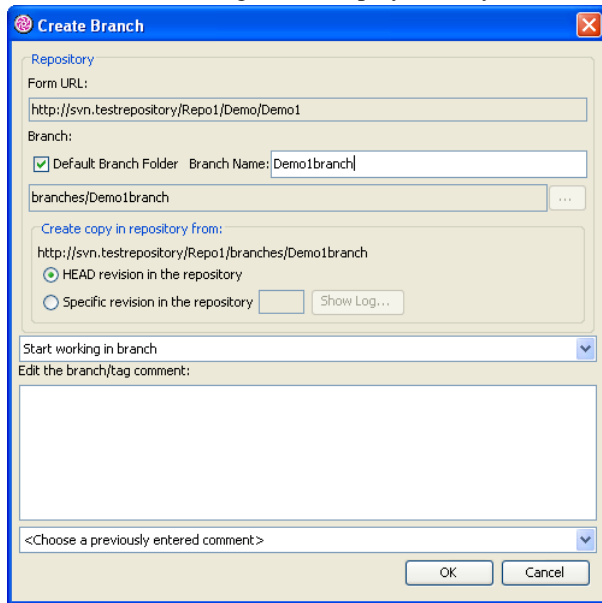 Create Branch
Repository
Form URL:
http://svn.testrepository/Repo1/Demo/Demo1
Branch:
Default Branch Folder Branch Name: Demo1branch
branches/Demo1branch ...
Create copy in repository from:
http://svn.testrepository/Repo1/branches/Demo1branch
HEAD revision in the repository
Specific revision in the repository Show Log...
Start working in branch
Edit the branch/tag comment:
<Choose a previously entered comment>
OK Cancel